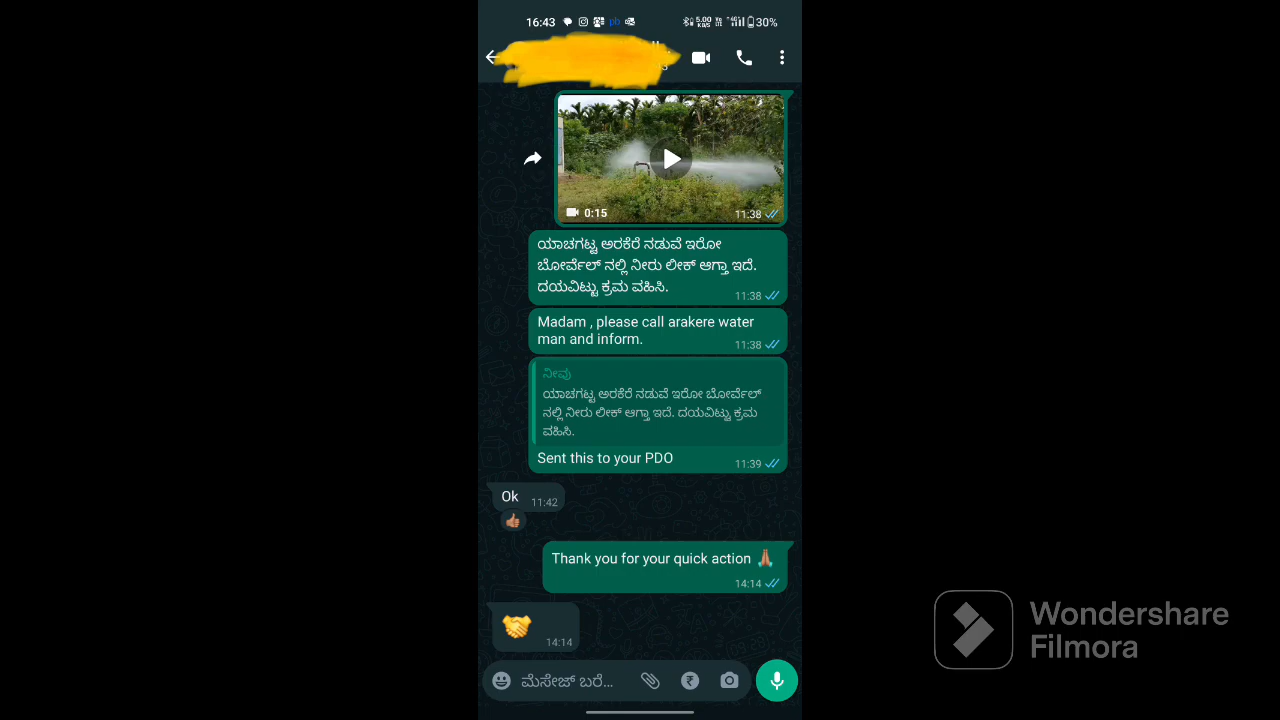 16:43
5.00
KB/S
30%
0:15
11:38
ಯಾಚಗಟ್ಟ ಅರಕೆರೆ ನಡುವೆ ಇರೋ
ಬೋರ್ವೆಲ್ ನಲ್ಲಿ ನೀರು ಲೀಕ್ ಆಗ್ತಾ ಇದೆ.
ದಯವಿಟ್ಟು ಕ್ರಮ ವಹಿಸಿ.
11:38
Madam , please call arakere water
man and inform.
11:38
ನೀವು
ಯಾಚಗಟ್ಟ ಅರಕೆರೆ ನಡುವೆ ಇರೋ ಬೋರ್ವೆಲ್
ನಲ್ಲಿ ನೀರು ಲೀಕ್ ಆಗ್ತಾ ಇದೆ. ದಯವಿಟ್ಟು ಕ್ರಮ
ವಹಿಸಿ.
Sent this to your PDO
11:39
Ok
11:42
Thank you for your quick action 🙏
14:14
14:14
ಮೆಸೇಜ್ ಬರೆ...
Wondershare
Filmora